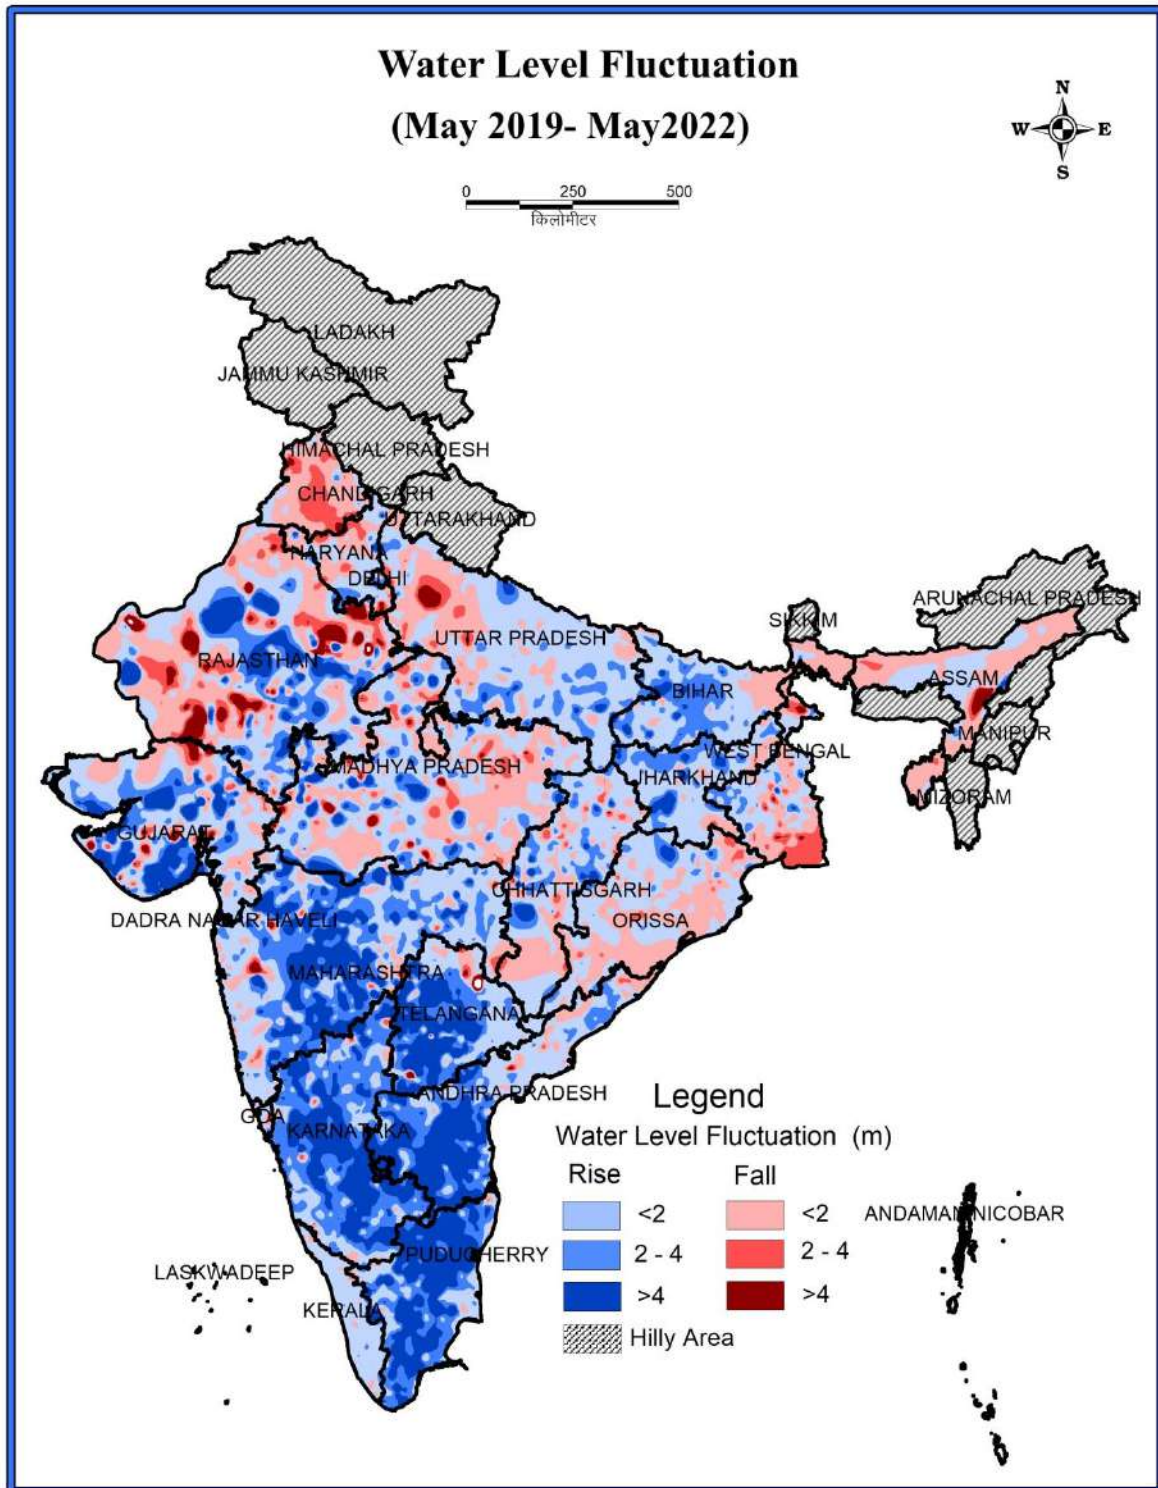 Water Level Fluctuation
(May 2019- May2022)
N
W E
S
0 250 500
किलोमीटर
LADAKH
JAMMU KASHMIR
HIMACHAL PRADESH
CHANDIGARH
UTTARAKHAND
NARYANA
DELHI
ARUNACHAL PRADESH
SIKKIM
UTTAR PRADESH
RAJASTHAN
ASSAM
BIHAR
MANIPUR
WEST BENGAL
MADHYA PRADESH
JHARKHAND
MIZORAM
GUJARAT
CHHATTISGARH
DADRA NAGAR HAVELI
ORISSA
MAHARASHTRA
TELANGANA
ANDHRA PRADESH
GOA
KARNATAKA
PUDUCHERRY
LASKWADEEP
KERALA
ANDAMAN NICOBAR
Legend
Water Level Fluctuation (m)
Rise Fall
<2 <2
2 - 4 2 - 4
>4 >4
Hilly Area